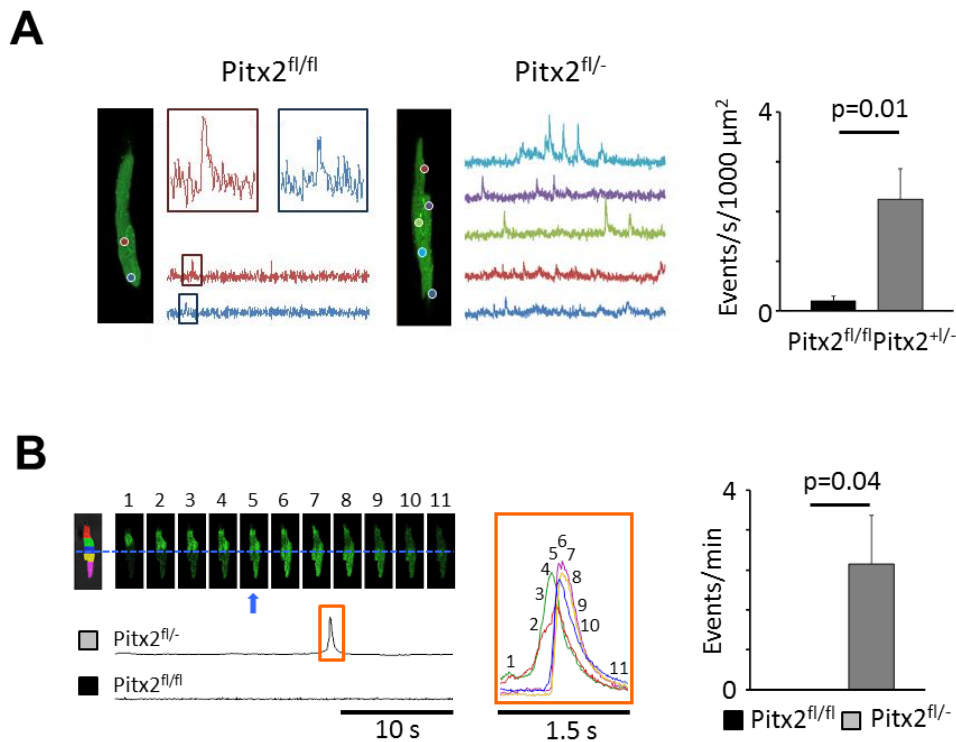 A
Pitx2fl/fl
Pitx2fl/-
4
p=0.01
Events/s/1000 µm2
0
Pitx2fl/fl Pitx2+l/-
B
1 2 3 4 5 6 7 8 9 10 11
Pitx2fl/-
Pitx2fl/fl
10 s
1
2
3
4
5
6
7
8
9
10
11
1.5 s
4
p=0.04
Events/min
0
Pitx2fl/fl Pitx2fl/-